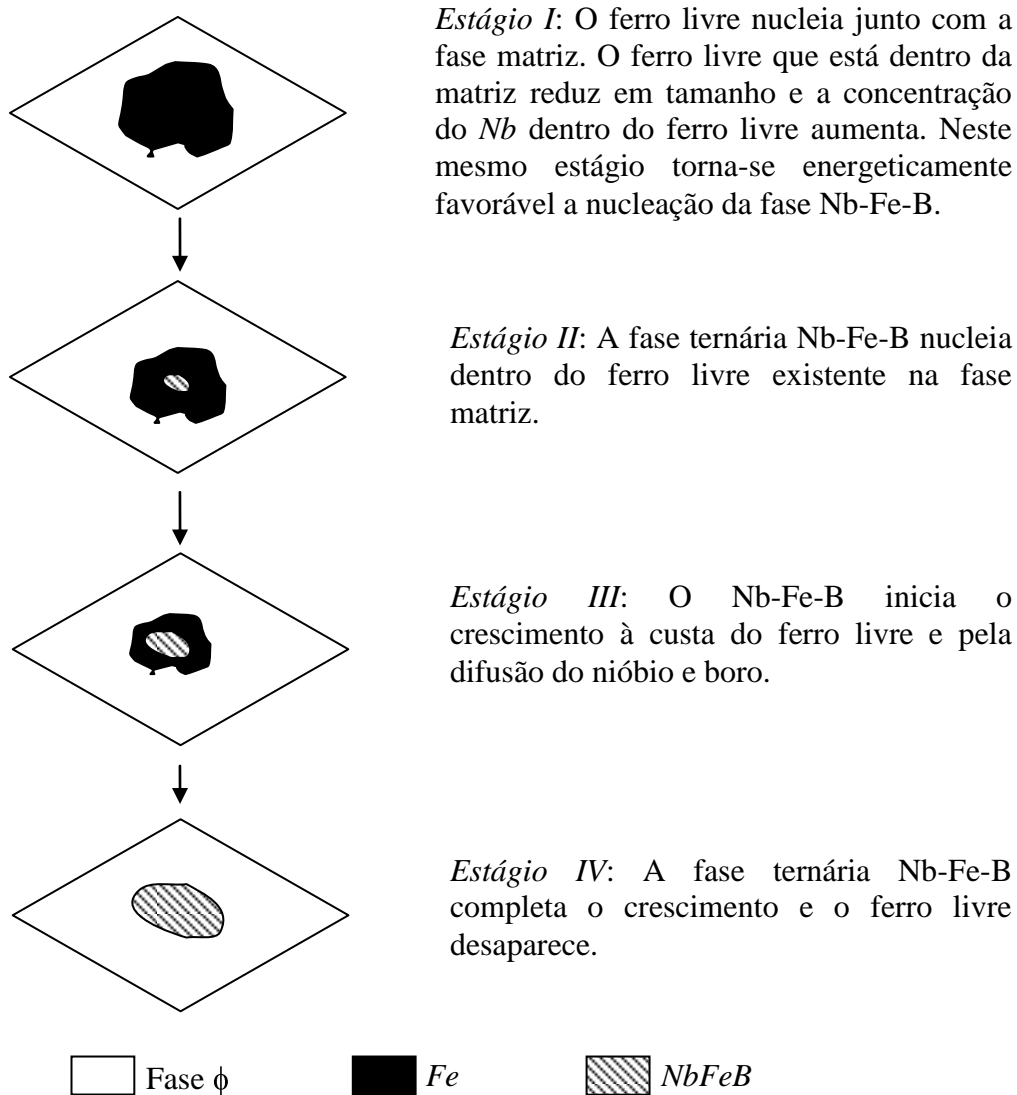 Estágio I: O ferro livre nucleia junto com a
fase matriz. O ferro livre que está dentro da
matriz reduz em tamanho e a concentração
do Nb dentro do ferro livre aumenta. Neste
mesmo estágio torna-se energeticamente
favorável a nucleação da fase Nb-Fe-B.
Estágio II: A fase ternária Nb-Fe-B nucleia
dentro do ferro livre existente na fase
matriz.
Estágio III: O Nb-Fe-B inicia o
crescimento à custa do ferro livre e pela
difusão do nióbio e boro.
Estágio IV: A fase ternária Nb-Fe-B
completa o crescimento e o ferro livre
desaparece.
Fase ϕ Fe NbFeB